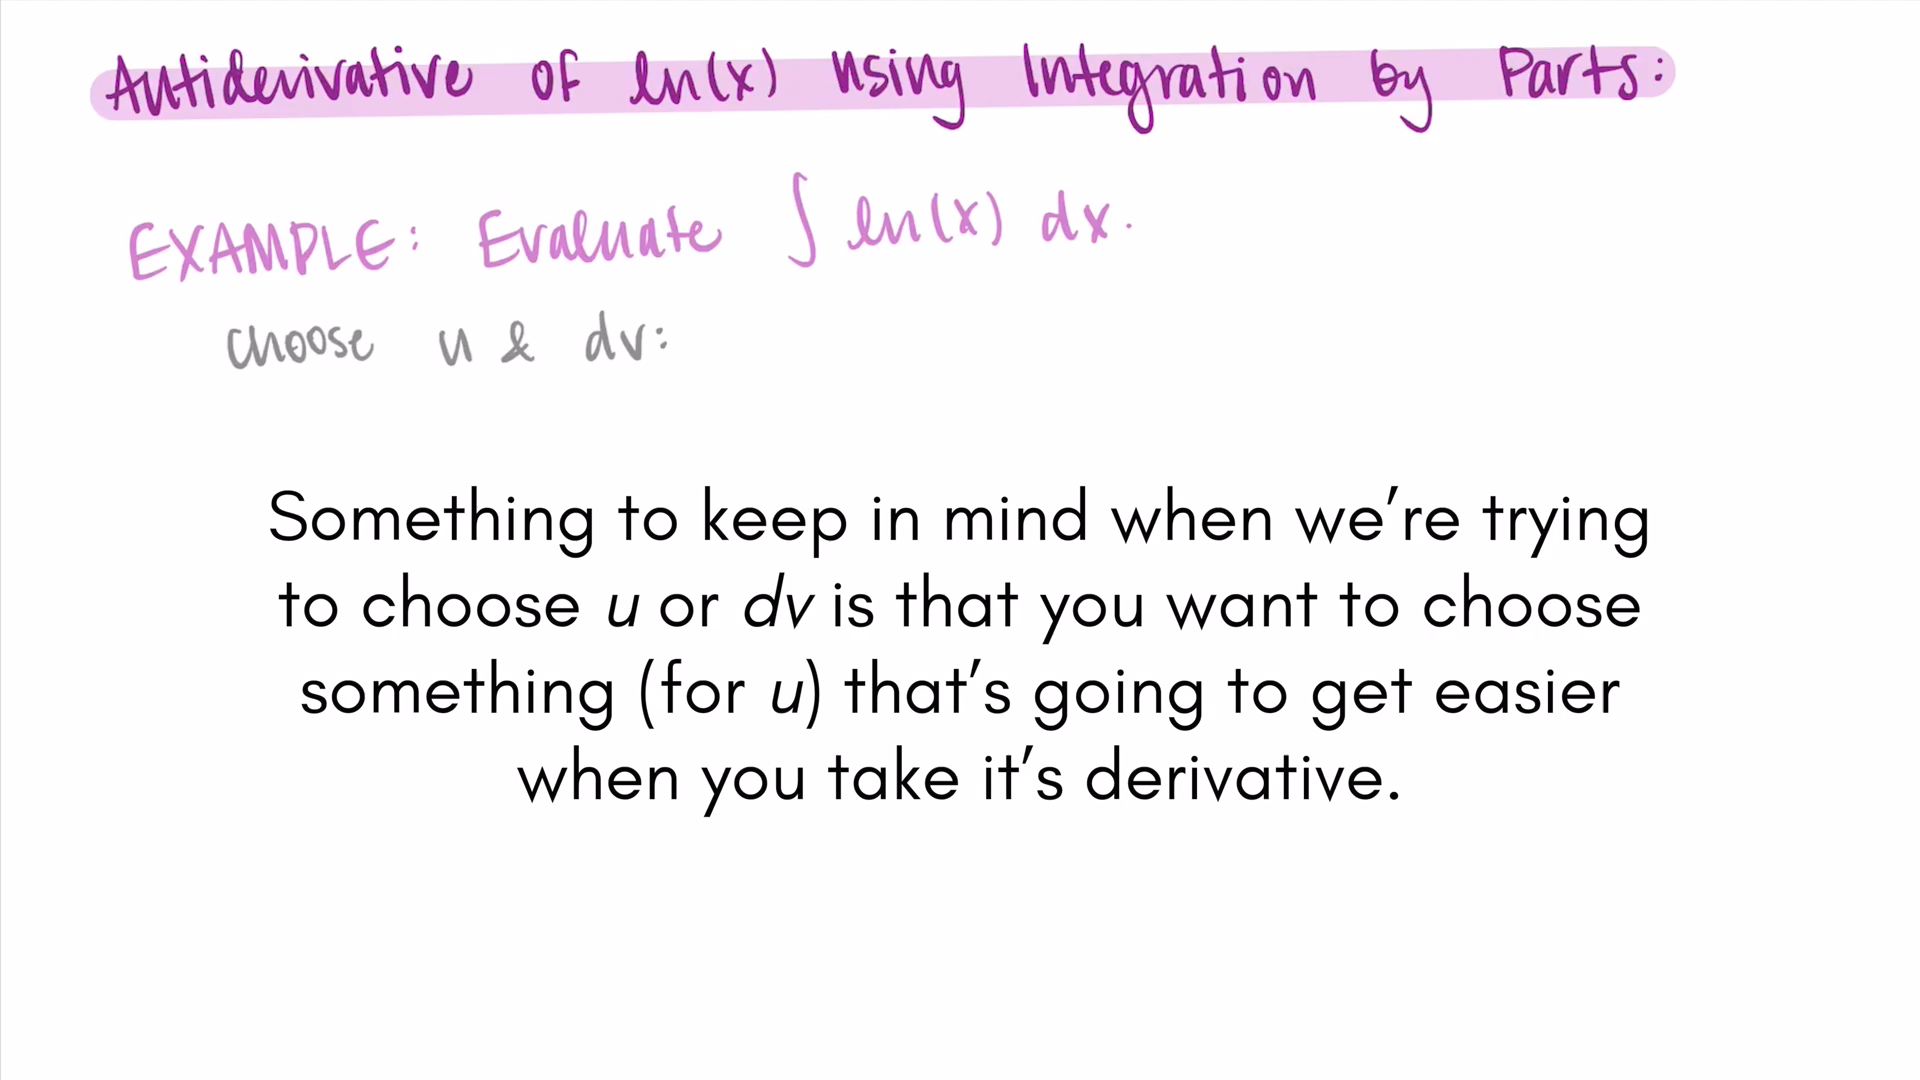 Antiderivative of ln(x) using Integration by Parts:
EXAMPLE: Evaluate ∫ ln(x) dx.
choose u & dv:
Something to keep in mind when we're trying
to choose u or dv is that you want to choose
something (for u) that's going to get easier
when you take it's derivative.